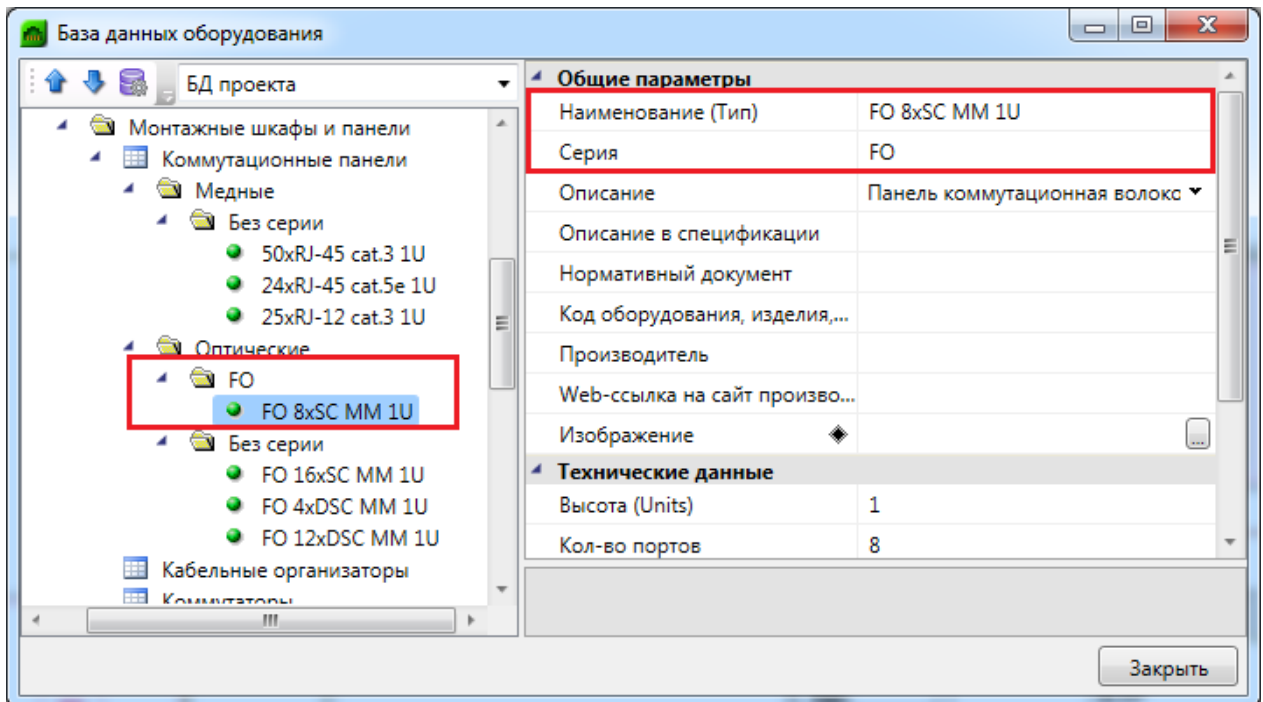 База данных оборудования
БД проекта
Монтажные шкафы и панели
Коммутационные панели
Медные
Без серии
50xRJ-45 cat.3 1U
24xRJ-45 cat.5e 1U
25xRJ-12 cat.3 1U
Оптические
FO
FO 8xSC MM 1U
Без серии
FO 16xSC MM 1U
FO 4xDSC MM 1U
FO 12xDSC MM 1U
Кабельные организаторы
Коммутаторы
Общие параметры
Наименование (Тип) FO 8xSC MM 1U
Серия FO
Описание Панель коммутационная волокс
Описание в спецификации
Нормативный документ
Код оборудования, изделия,...
Производитель
Web-ссылка на сайт произво...
Изображение ...
Технические данные
Высота (Units) 1
Кол-во портов 8
Закрыть